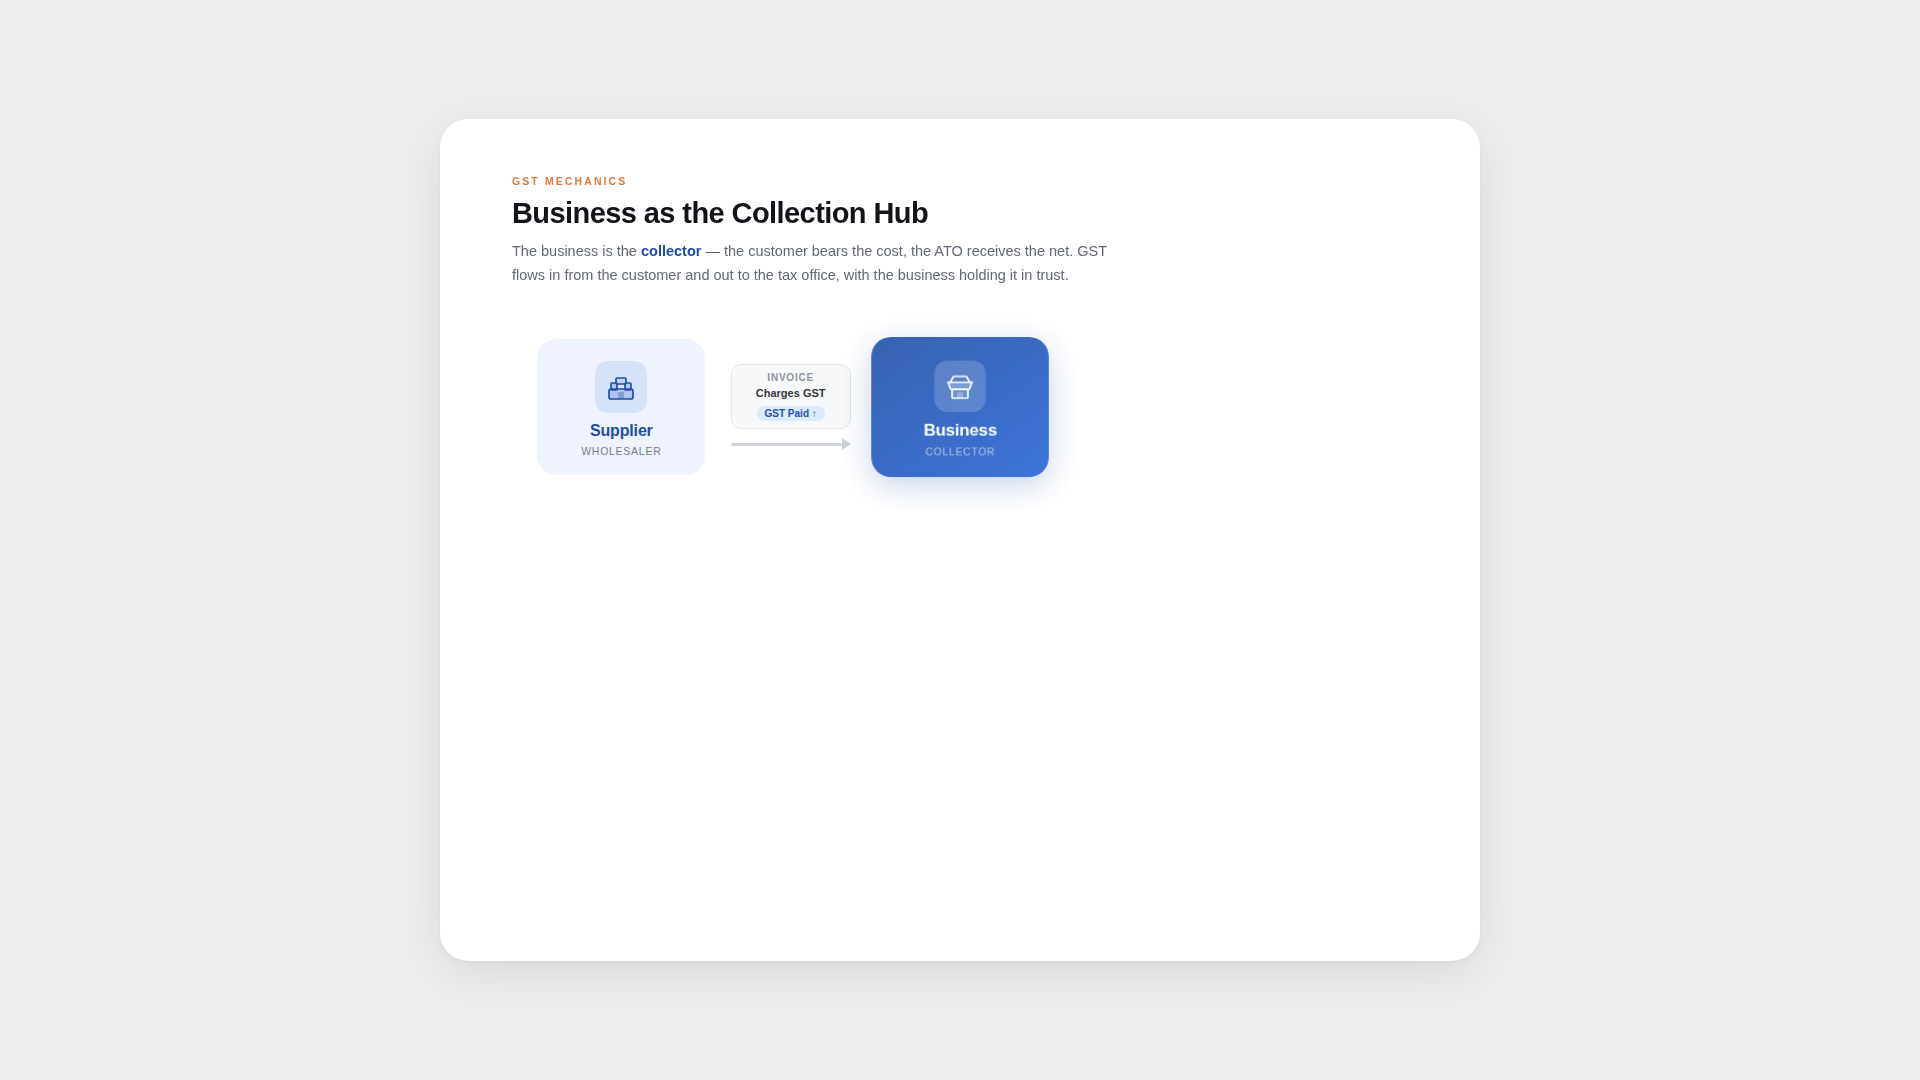 GST MECHANICS
Business as the Collection Hub
The business is the collector — the customer bears the cost, the ATO receives the net. GST
flows in from the customer and out to the tax office, with the business holding it in trust.
Supplier
WHOLESALER
INVOICE
Charges GST
GST Paid ↑
Business
COLLECTOR